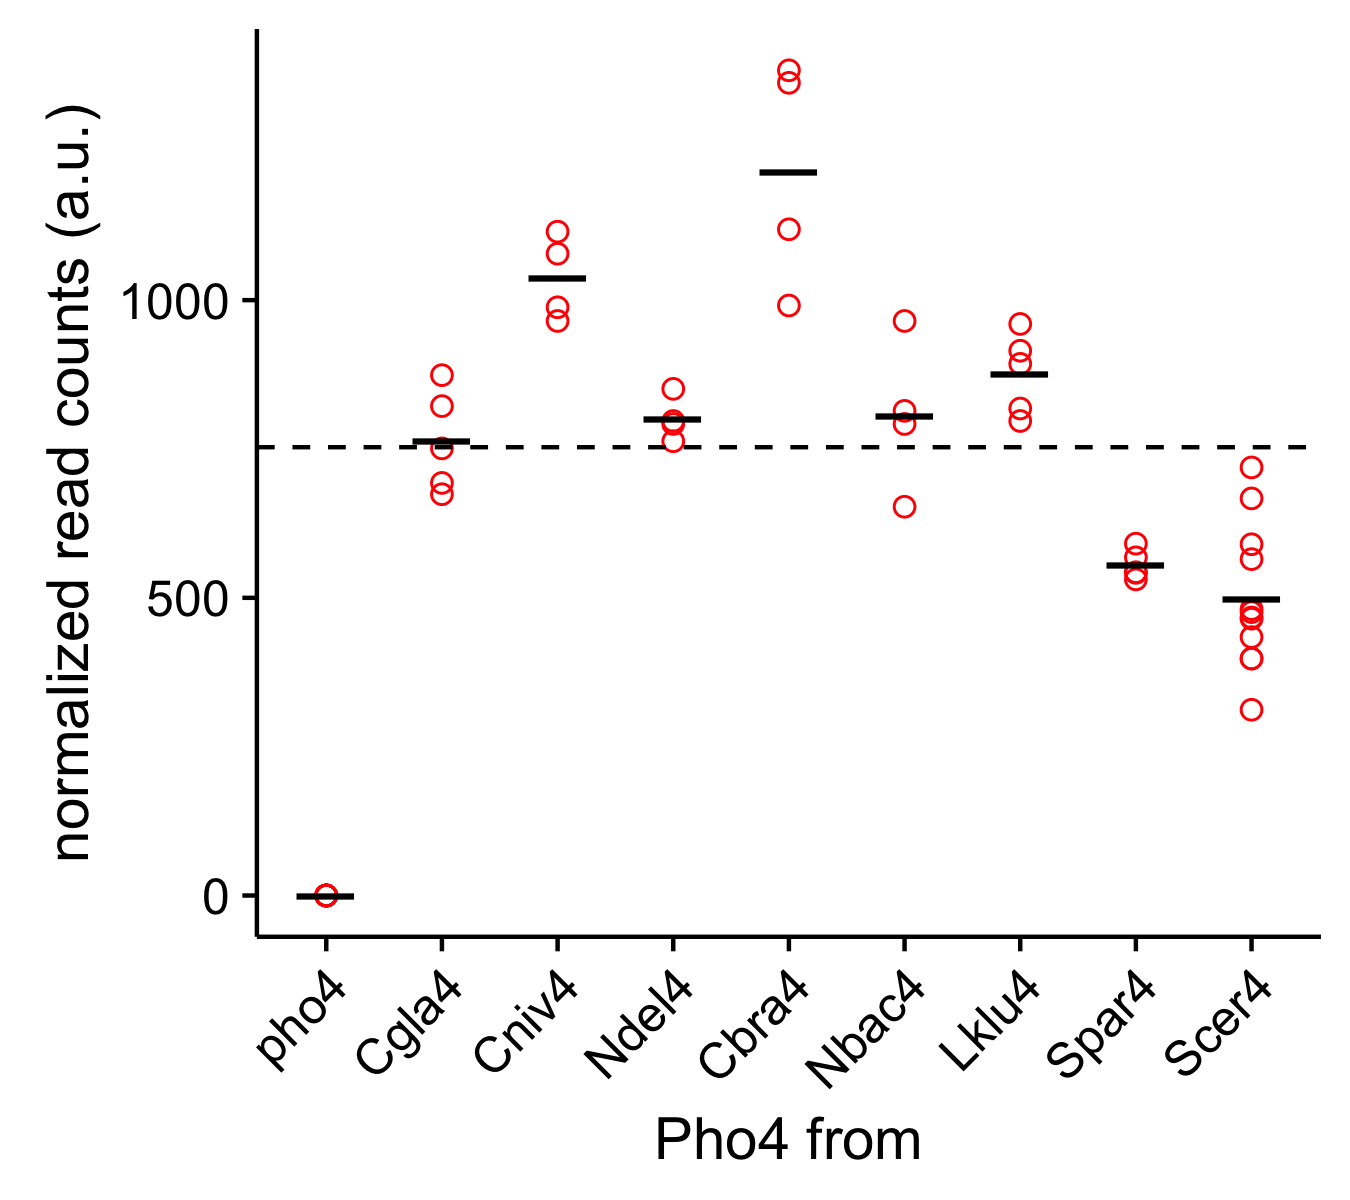 normalized read counts (a.u.)
1000
500
0
pho4
Cgla4
Cniv4
Ndel4
Cbra4
Nbac4
Lklu4
Spar4
Scer4
Pho4 from